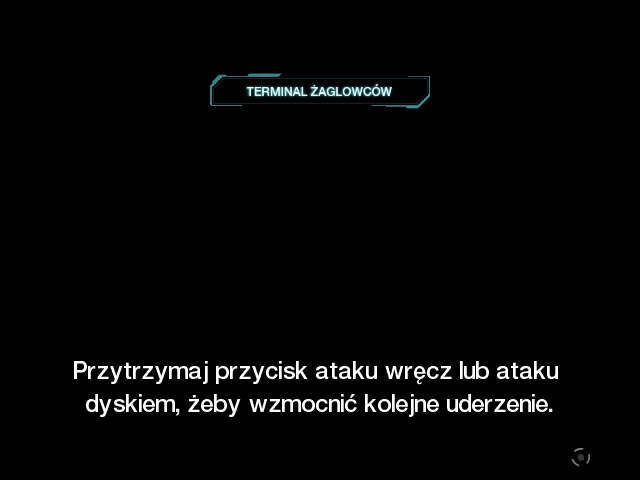 TERMINAL ŻAGLOWCÓW
Przytrzymaj przycisk ataku wręcz lub ataku
dyskiem, żeby wzmocnić kolejne uderzenie.